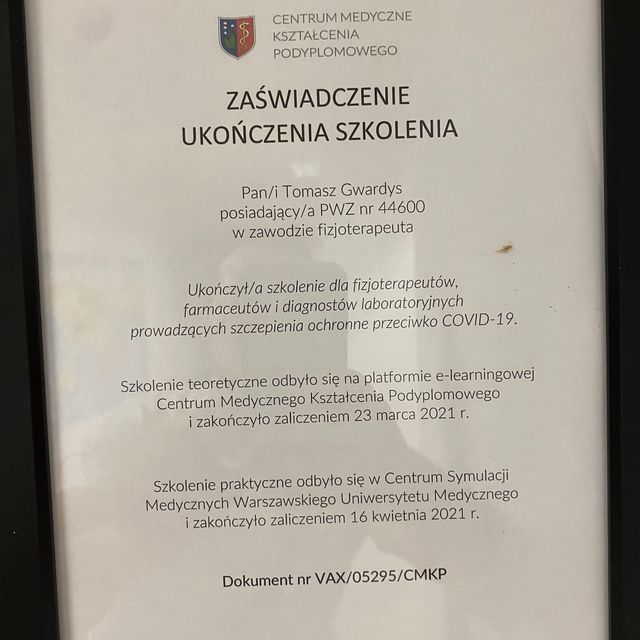 CENTRUM MEDYCZNE
KSZTAŁCENIA
PODYPLOMOWEGO
ZAŚWIADCZENIE
UKOŃCZENIA SZKOLENIA
Pan/i Tomasz Gwardys
posiadający/a PWZ nr 44600
w zawodzie fizjoterapeuta
Ukończył/a szkolenie dla fizjoterapeutów,
farmaceutów i diagnostów laboratoryjnych
prowadzących szczepienia ochronne przeciwko COVID-19.
Szkolenie teoretyczne odbyło się na platformie e-learningowej
Centrum Medycznego Kształcenia Podyplomowego
i zakończyło zaliczeniem 23 marca 2021 r.
Szkolenie praktyczne odbyło się w Centrum Symulacji
Medycznych Warszawskiego Uniwersytetu Medycznego
i zakończyło zaliczeniem 16 kwietnia 2021 r.
Dokument nr VAX/05295/CMKP